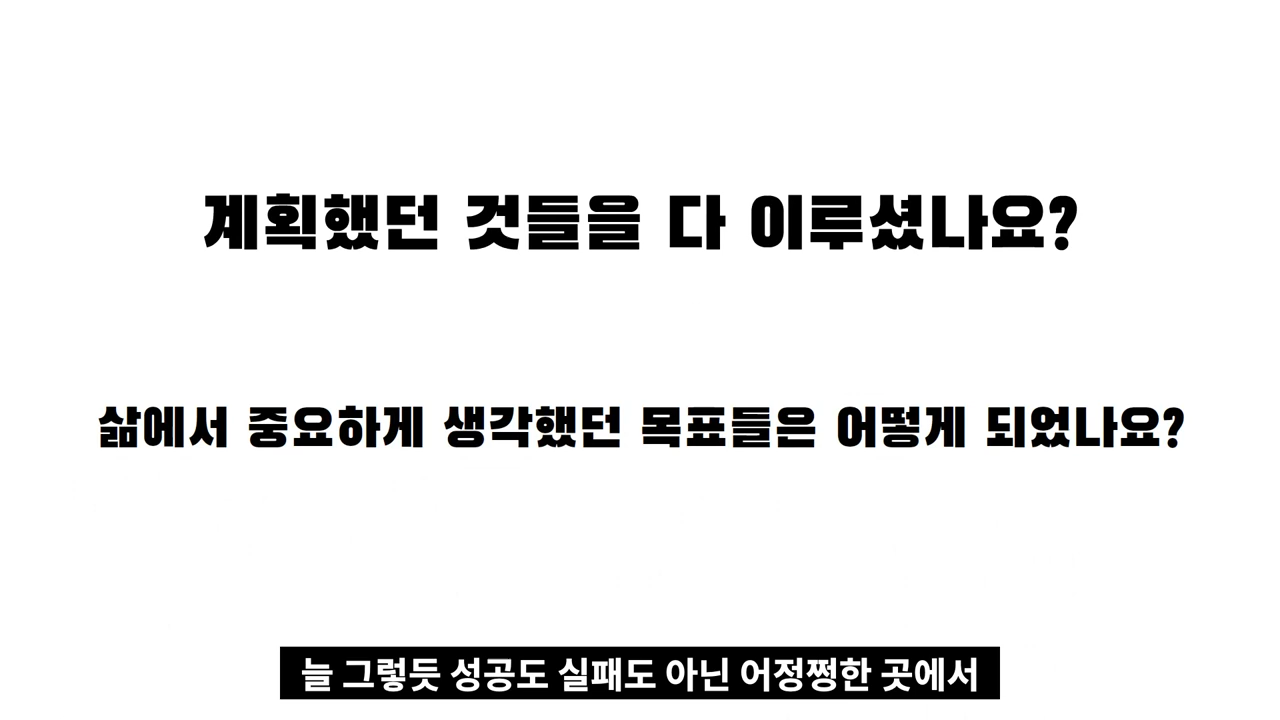 계획했던 것들을 다 이루셨나요?
삶에서 중요하게 생각했던 목표들은 어떻게 되었나요?
늘 그렇듯 성공도 실패도 아닌 어정쩡한 곳에서